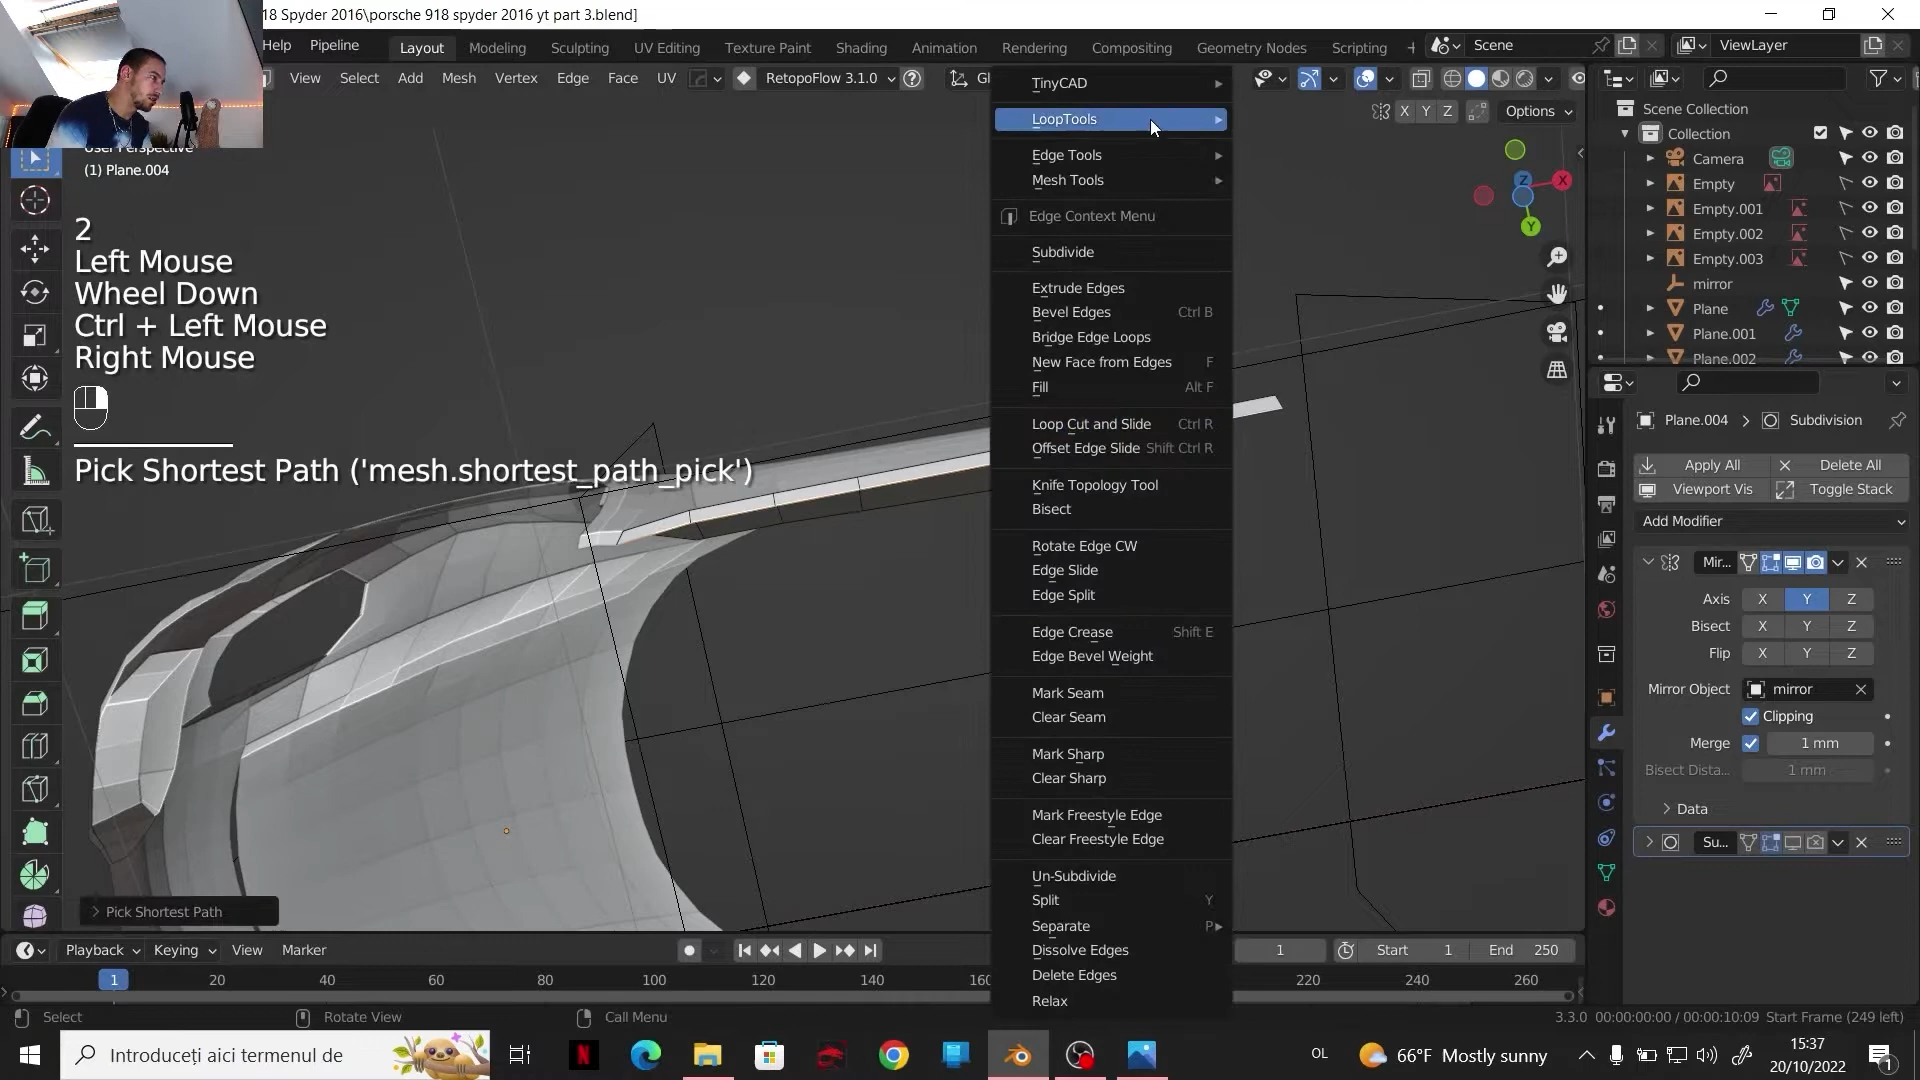 18 Spyder 2016\porsche 918 spyder 2016 yt part 3.blend]
Help Pipeline Layout Modeling Sculpting UV Editing Texture Paint Shading Animation Rendering Compositing Geometry Nodes Scripting + Scene ViewLayer
View Select Add Mesh Vertex Edge Face UV RetopoFlow 3.1.0 Gl
X Y Z Options
(1) Plane.004
2
Left Mouse
Wheel Down
Ctrl + Left Mouse
Right Mouse
Pick Shortest Path ('mesh.shortest_path_pick')
Pick Shortest Path
TinyCAD
LoopTools
Edge Tools
Mesh Tools
Edge Context Menu
Subdivide
Extrude Edges
Bevel Edges Ctrl B
Bridge Edge Loops
New Face from Edges F
Fill Alt F
Loop Cut and Slide Ctrl R
Offset Edge Slide Shift Ctrl R
Knife Topology Tool
Bisect
Rotate Edge CW
Edge Slide
Edge Split
Edge Crease Shift E
Edge Bevel Weight
Mark Seam
Clear Seam
Mark Sharp
Clear Sharp
Mark Freestyle Edge
Clear Freestyle Edge
Un-Subdivide
Split Y
Separate P
Dissolve Edges
Delete Edges
Relax
Z X Y
Scene Collection
Collection
Camera
Empty
Empty.001
Empty.002
Empty.003
mirror
Plane
Plane.001
Plane.002
Plane.004 > Subdivision
Apply All Delete All
Viewport Vis Toggle Stack
Add Modifier
Mir...
Axis X Y Z
Bisect X Y Z
Flip X Y Z
Mirror Object mirror
Clipping
Merge 1 mm
Bisect Dista... 1 mm
Data
Su...
Playback Keying View Marker 1 Start 1 End 250
1 20 40 60 80 100 120 140 160 220 240 260
Select Rotate View Call Menu 3.3.0 00:00:00:00 / 00:00:10:09 Start Frame (249 left)
Introduceți aici termenul de OL 66°F Mostly sunny 15:37
20/10/2022 1